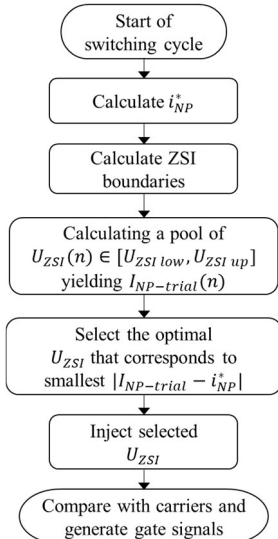 Start of
switching cycle
Calculate i*NP
Calculate ZSI
boundaries
Calculating a pool of
UZSI(n) ∈ [UZSI low, UZSI up]
yielding INP−trial(n)
Select the optimal
UZSI that corresponds to
smallest |INP−trial − i*NP|
Inject selected
UZSI
Compare with carriers and
generate gate signals